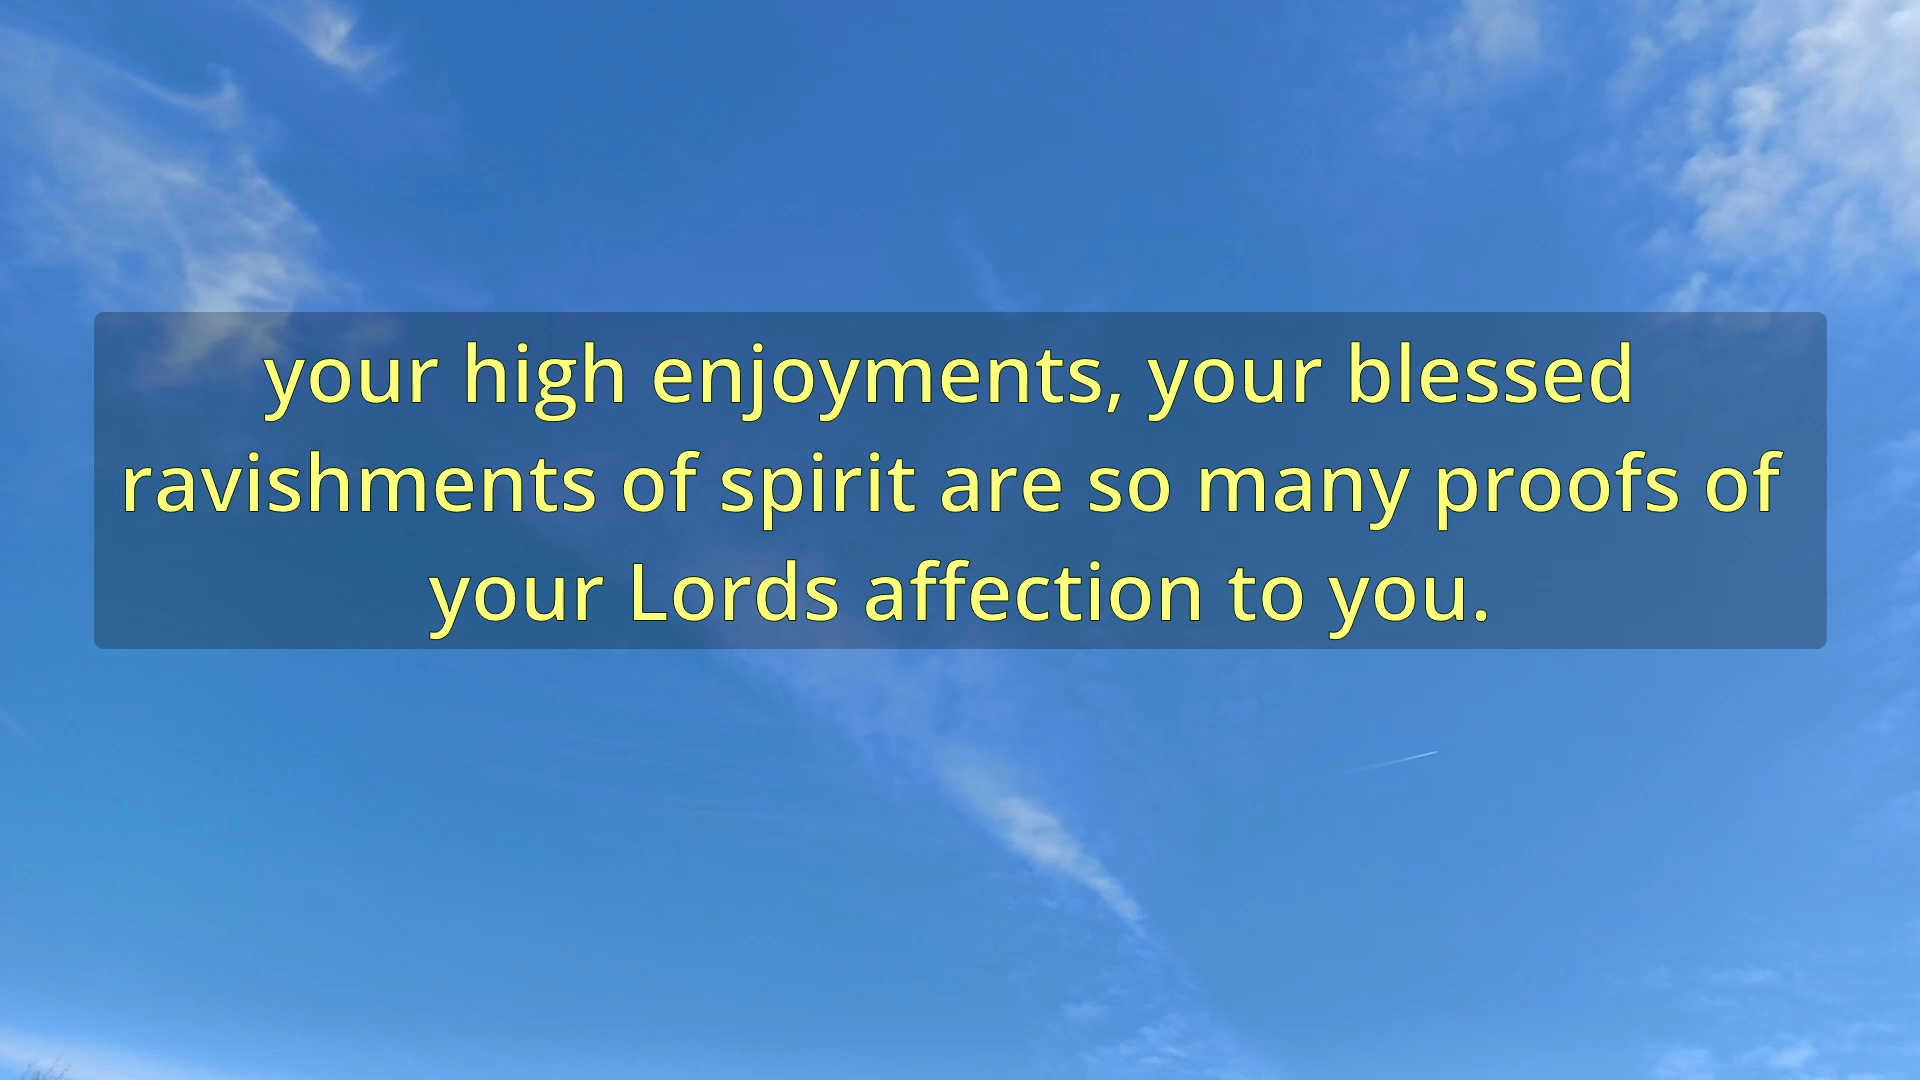 your high enjoyments, your blessed
ravishments of spirit are so many proofs of
your Lords affection to you.